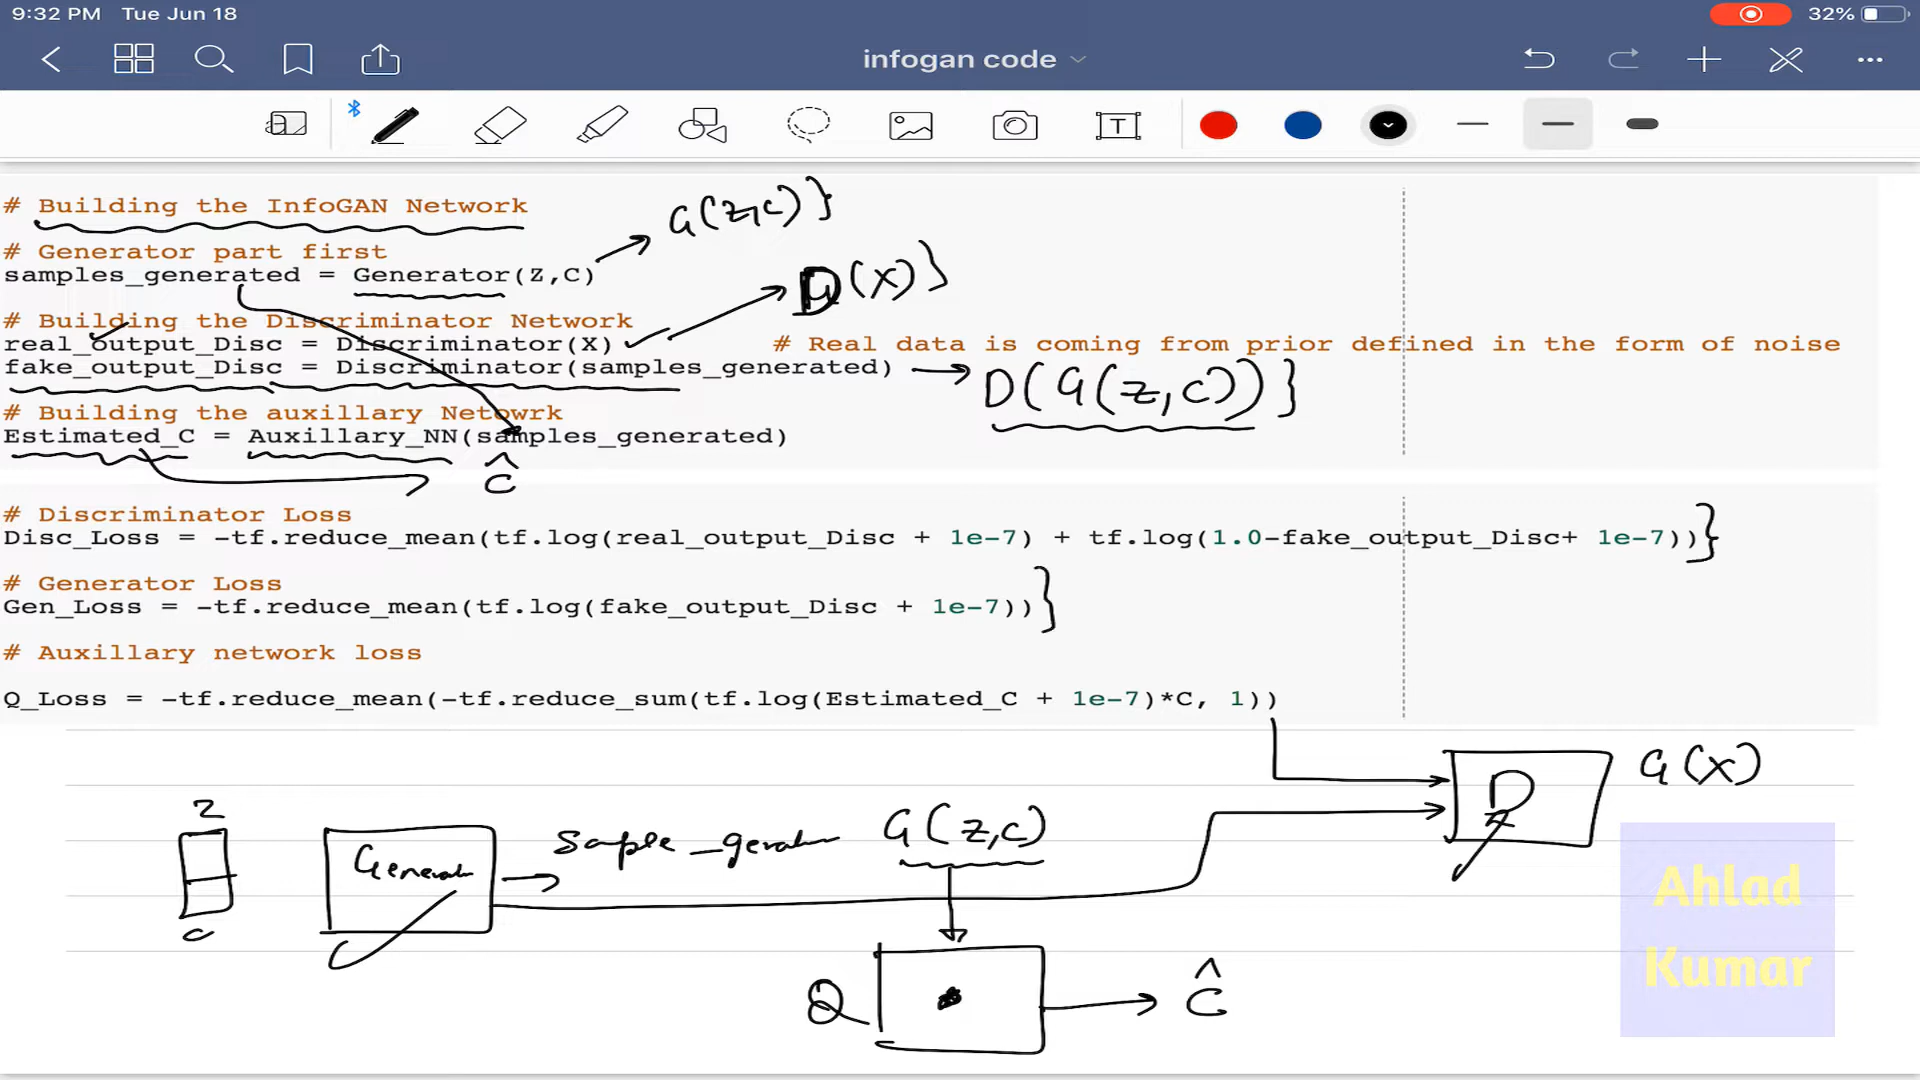 9:32 PM Tue Jun 18
32%
infogan code
# Building the InfoGAN Network
G(z,c)}
# Generator part first
samples_generated = Generator(Z,C)
D(X)}
# Building the Discriminator Network
real_output_Disc = Discriminator(X) # Real data is coming from prior defined in the form of noise
fake_output_Disc = Discriminator(samples_generated)
D(G(z,c))}
# Building the auxillary Netowrk
Estimated_C = Auxillary_NN(samples_generated)
ĉ
# Discriminator Loss
Disc_Loss = -tf.reduce_mean(tf.log(real_output_Disc + 1e-7) + tf.log(1.0-fake_output_Disc+ 1e-7))}
# Generator Loss
Gen_Loss = -tf.reduce_mean(tf.log(fake_output_Disc + 1e-7))}
# Auxillary network loss
Q_Loss = -tf.reduce_mean(-tf.reduce_sum(tf.log(Estimated_C + 1e-7)*C, 1))
D
G(X)
z
G(z,c)
c
Q
ĉ
Ahlad
Kumar